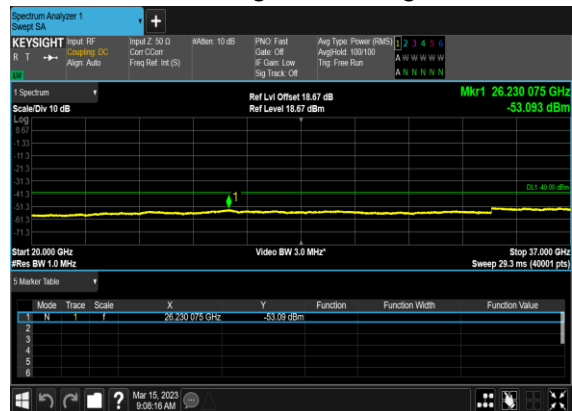 Spectrum Analyzer 1
Swept SA
+
KEYSIGHT Input: RF Input Z: 50 Ω #Atten: 10 dB PNO: Fast Avg Type: Power (RMS) 1 2 3 4 5 6
R T Coupling: DC Corr CCorr Gate: Off Avg|Hold: 100/100 A W W W W W
Align: Auto Freq Ref: Int (S) IF Gain: Low Trig: Free Run
Sig Track: Off A N N N N N
1 Spectrum Ref Lvl Offset 18.67 dB Mkr1 26.230 075 GHz
Scale/Div 10 dB Ref Level 18.67 dBm -53.093 dBm
Log
8.67
-1.33
-11.3
-21.3
-31.3
DL1 -40.00 dBm
-41.3
1
-51.3
-61.3
-71.3
Start 20.000 GHz Video BW 3.0 MHz* Stop 37.000 GHz
#Res BW 1.0 MHz Sweep 29.3 ms (40001 pts)
5 Marker Table
Mode Trace Scale X Y Function Function Width Function Value
1 N 1 f 26.230 075 GHz -53.09 dBm
2
3
4
5
6
? Mar 15, 2023
9:08:16 AM